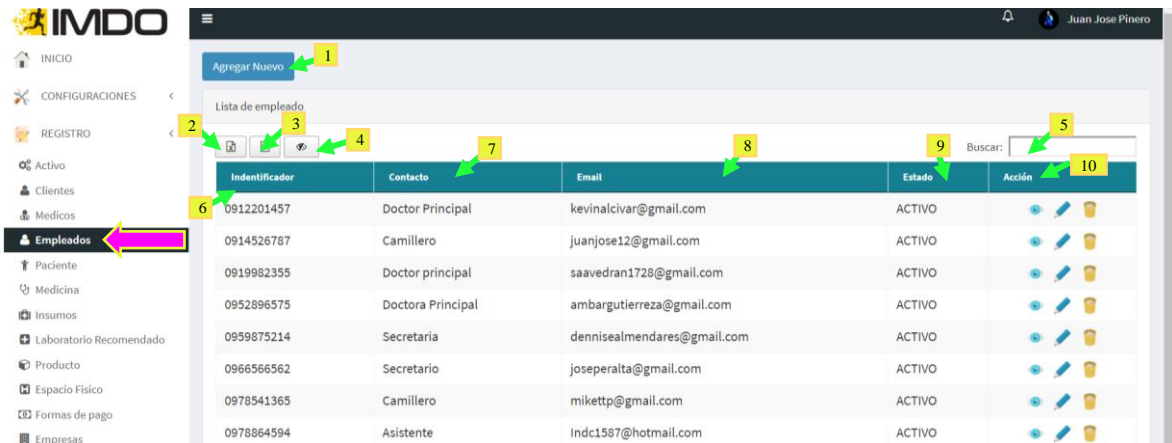 IMDO
Juan Jose Pinero
INICIO
Agregar Nuevo
1
CONFIGURACIONES
Lista de empleado
REGISTRO
2
3
4
7
8
9
5
Buscar:
10
Activo
Indentificador
Contacto
Email
Estado
Acción
Clientes
6
0912201457
Doctor Principal
kevinalcivar@gmail.com
ACTIVO
Medicos
Empleados
0914526787
Camillero
juanjose12@gmail.com
ACTIVO
Paciente
0919982355
Doctor principal
saavedran1728@gmail.com
ACTIVO
Medicina
0952896575
Doctora Principal
ambargutierreza@gmail.com
ACTIVO
Insumos
Laboratorio Recomendado
0959875214
Secretaria
dennisealmendares@gmail.com
ACTIVO
Producto
0966566562
Secretario
joseperalta@gmail.com
ACTIVO
Espacio Fisico
0978541365
Camillero
mikettp@gmail.com
ACTIVO
Formas de pago
0978864594
Asistente
Indc1587@hotmail.com
ACTIVO
Empresas